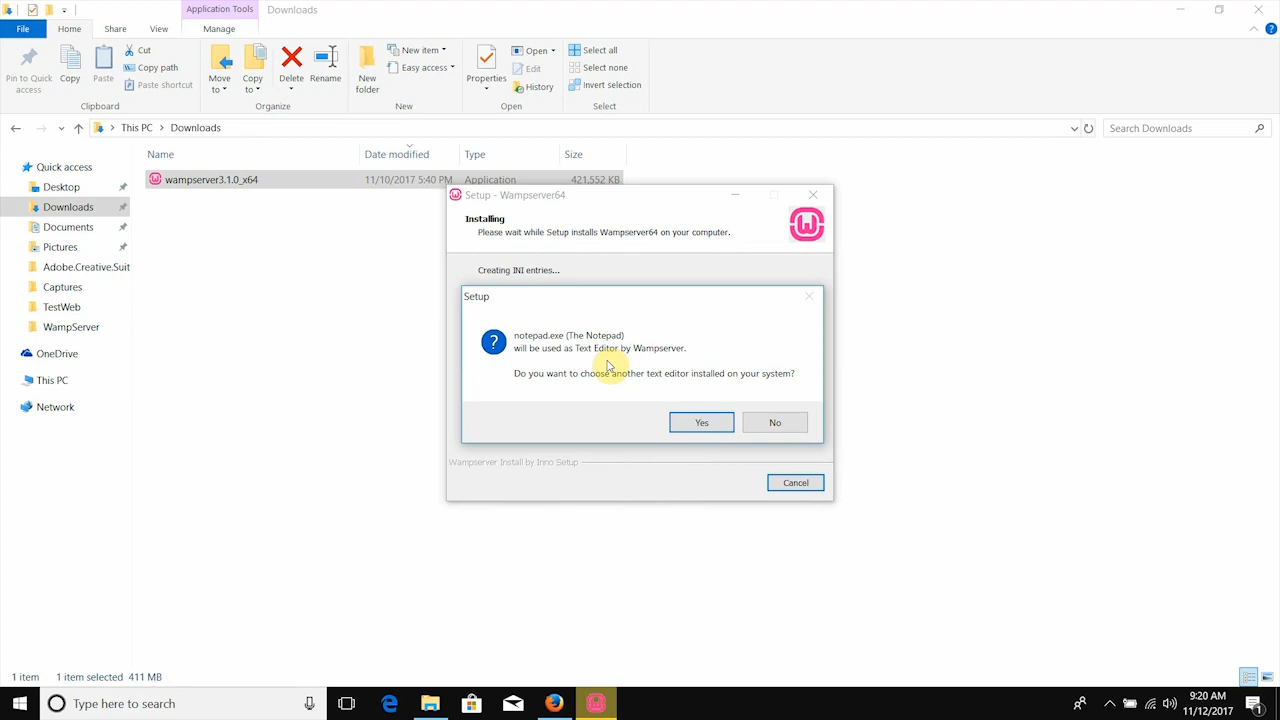 Application Tools
Downloads
File
Home
Share
View
Manage
Pin to Quick
access
Copy
Paste
Cut
Copy path
Paste shortcut
Clipboard
Move
to
Copy
to
Delete
Rename
Organize
New
folder
New item
Easy access
New
Properties
Open
Edit
History
Open
Select all
Select none
Invert selection
Select
This PC
Downloads
Search Downloads
Quick access
Desktop
Downloads
Documents
Pictures
Adobe.Creative.Suit
Captures
TestWeb
WampServer
OneDrive
This PC
Network
Name
Date modified
Type
Size
wampserver3.1.0_x64
11/10/2017 5:40 PM
Application
421,552 KB
Setup - Wampserver64
Installing
Please wait while Setup installs Wampserver64 on your computer.
Creating INI entries...
Setup
notepad.exe (The Notepad)
will be used as Text Editor by Wampserver.
Do you want to choose another text editor installed on your system?
Yes
No
Wampserver Install by Inno Setup
Cancel
1 item
1 item selected 411 MB
Type here to search
9:20 AM
11/12/2017